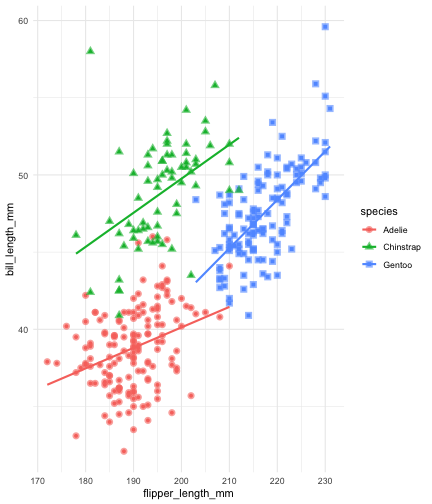 60
50
40
bill_length_mm
170 180 190 200 210 220 230
flipper_length_mm
species
Adelie
Chinstrap
Gentoo